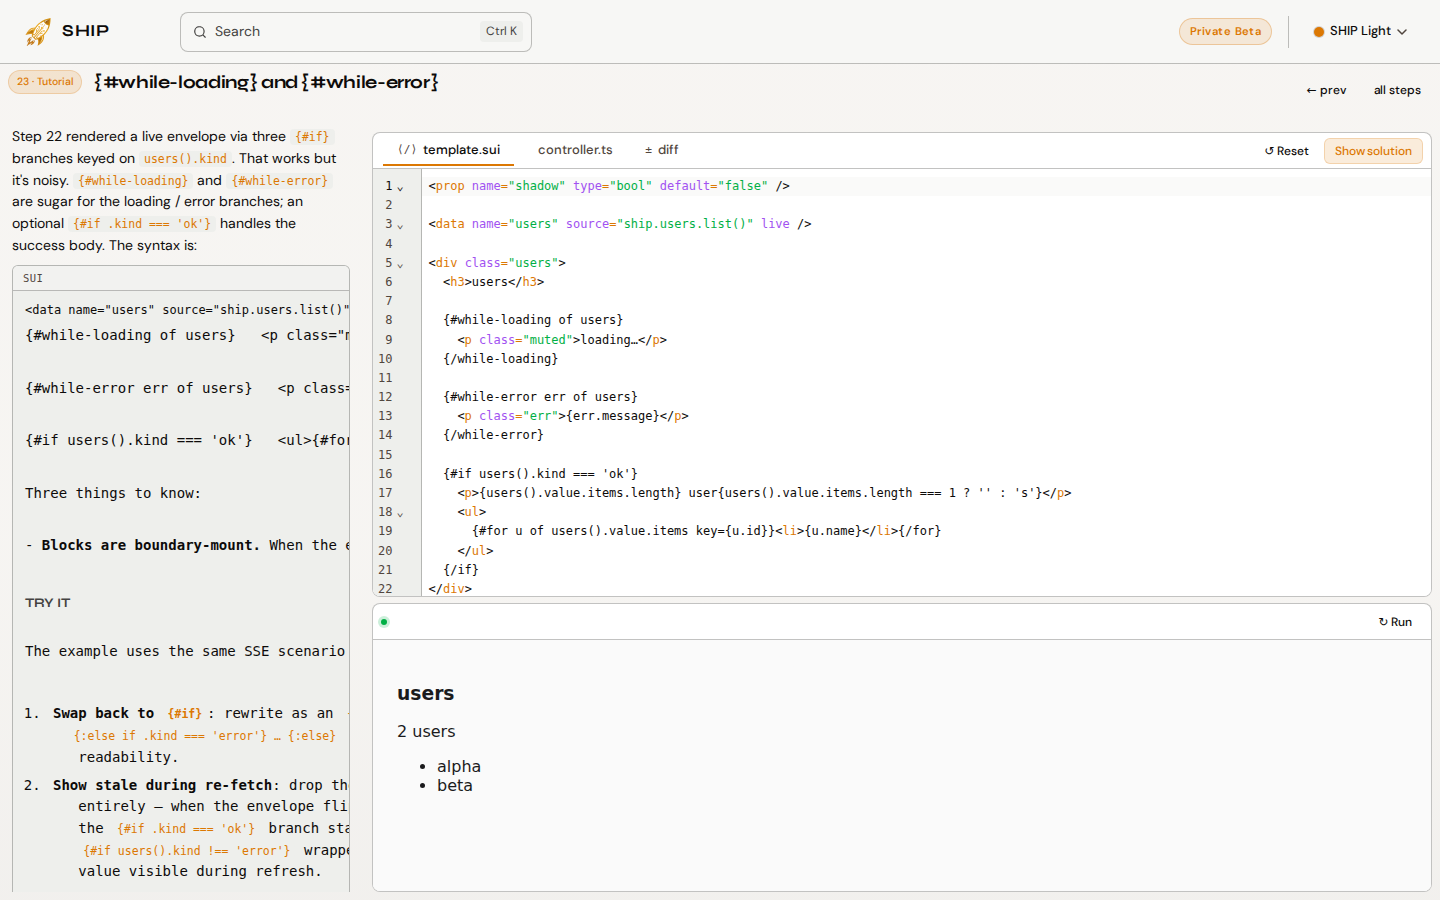 SHIP
Search
Ctrl K
Private Beta
SHIP Light
23 · Tutorial
{#while-loading} and {#while-error}
← prev
all steps
Step 22 rendered a live envelope via three {#if}
branches keyed on users().kind. That works but
it's noisy. {#while-loading} and {#while-error}
are sugar for the loading / error branches; an
optional {#if .kind === 'ok'} handles the
success body. The syntax is:
SUI
<data name="users" source="ship.users.list()"
{#while-loading of users}   <p class="m
{#while-error err of users}   <p class=
{#if users().kind === 'ok'}   <ul>{#for
Three things to know:
- Blocks are boundary-mount. When the e
TRY IT
The example uses the same SSE scenario
1. Swap back to {#if}: rewrite as an
{:else if .kind === 'error'} … {:else}
readability.
2. Show stale during re-fetch: drop th
entirely — when the envelope fli
the {#if .kind === 'ok'} branch sta
{#if users().kind !== 'error'} wrappe
value visible during refresh.
template.sui
controller.ts
± diff
↺ Reset
Show solution
1 <prop name="shadow" type="bool" default="false" />
2
3 <data name="users" source="ship.users.list()" live />
4
5 <div class="users">
6 <h3>users</h3>
7
8 {#while-loading of users}
9 <p class="muted">loading…</p>
10 {/while-loading}
11
12 {#while-error err of users}
13 <p class="err">{err.message}</p>
14 {/while-error}
15
16 {#if users().kind === 'ok'}
17 <p>{users().value.items.length} user{users().value.items.length === 1 ? '' : 's'}</p>
18 <ul>
19 {#for u of users().value.items key={u.id}}<li>{u.name}</li>{/for}
20 </ul>
21 {/if}
22 </div>
↻ Run
users
2 users
• alpha
• beta